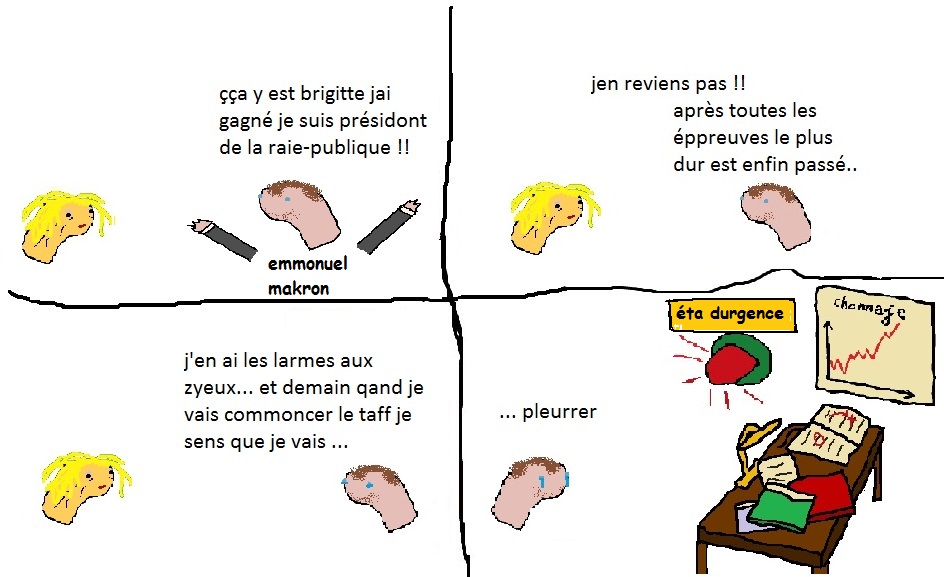 çça y est brigitte jai
gagné je suis présidont
de la raie-publique !!
emmonuel
makron
jen reviens pas !!
après toutes les
éppreuves le plus
dur est enfin passé..
j'en ai les larmes aux
zyeux... et demain qand je
vais commoncer le taff je
sens que je vais ...
... pleurrer
éta durgence
chommaje